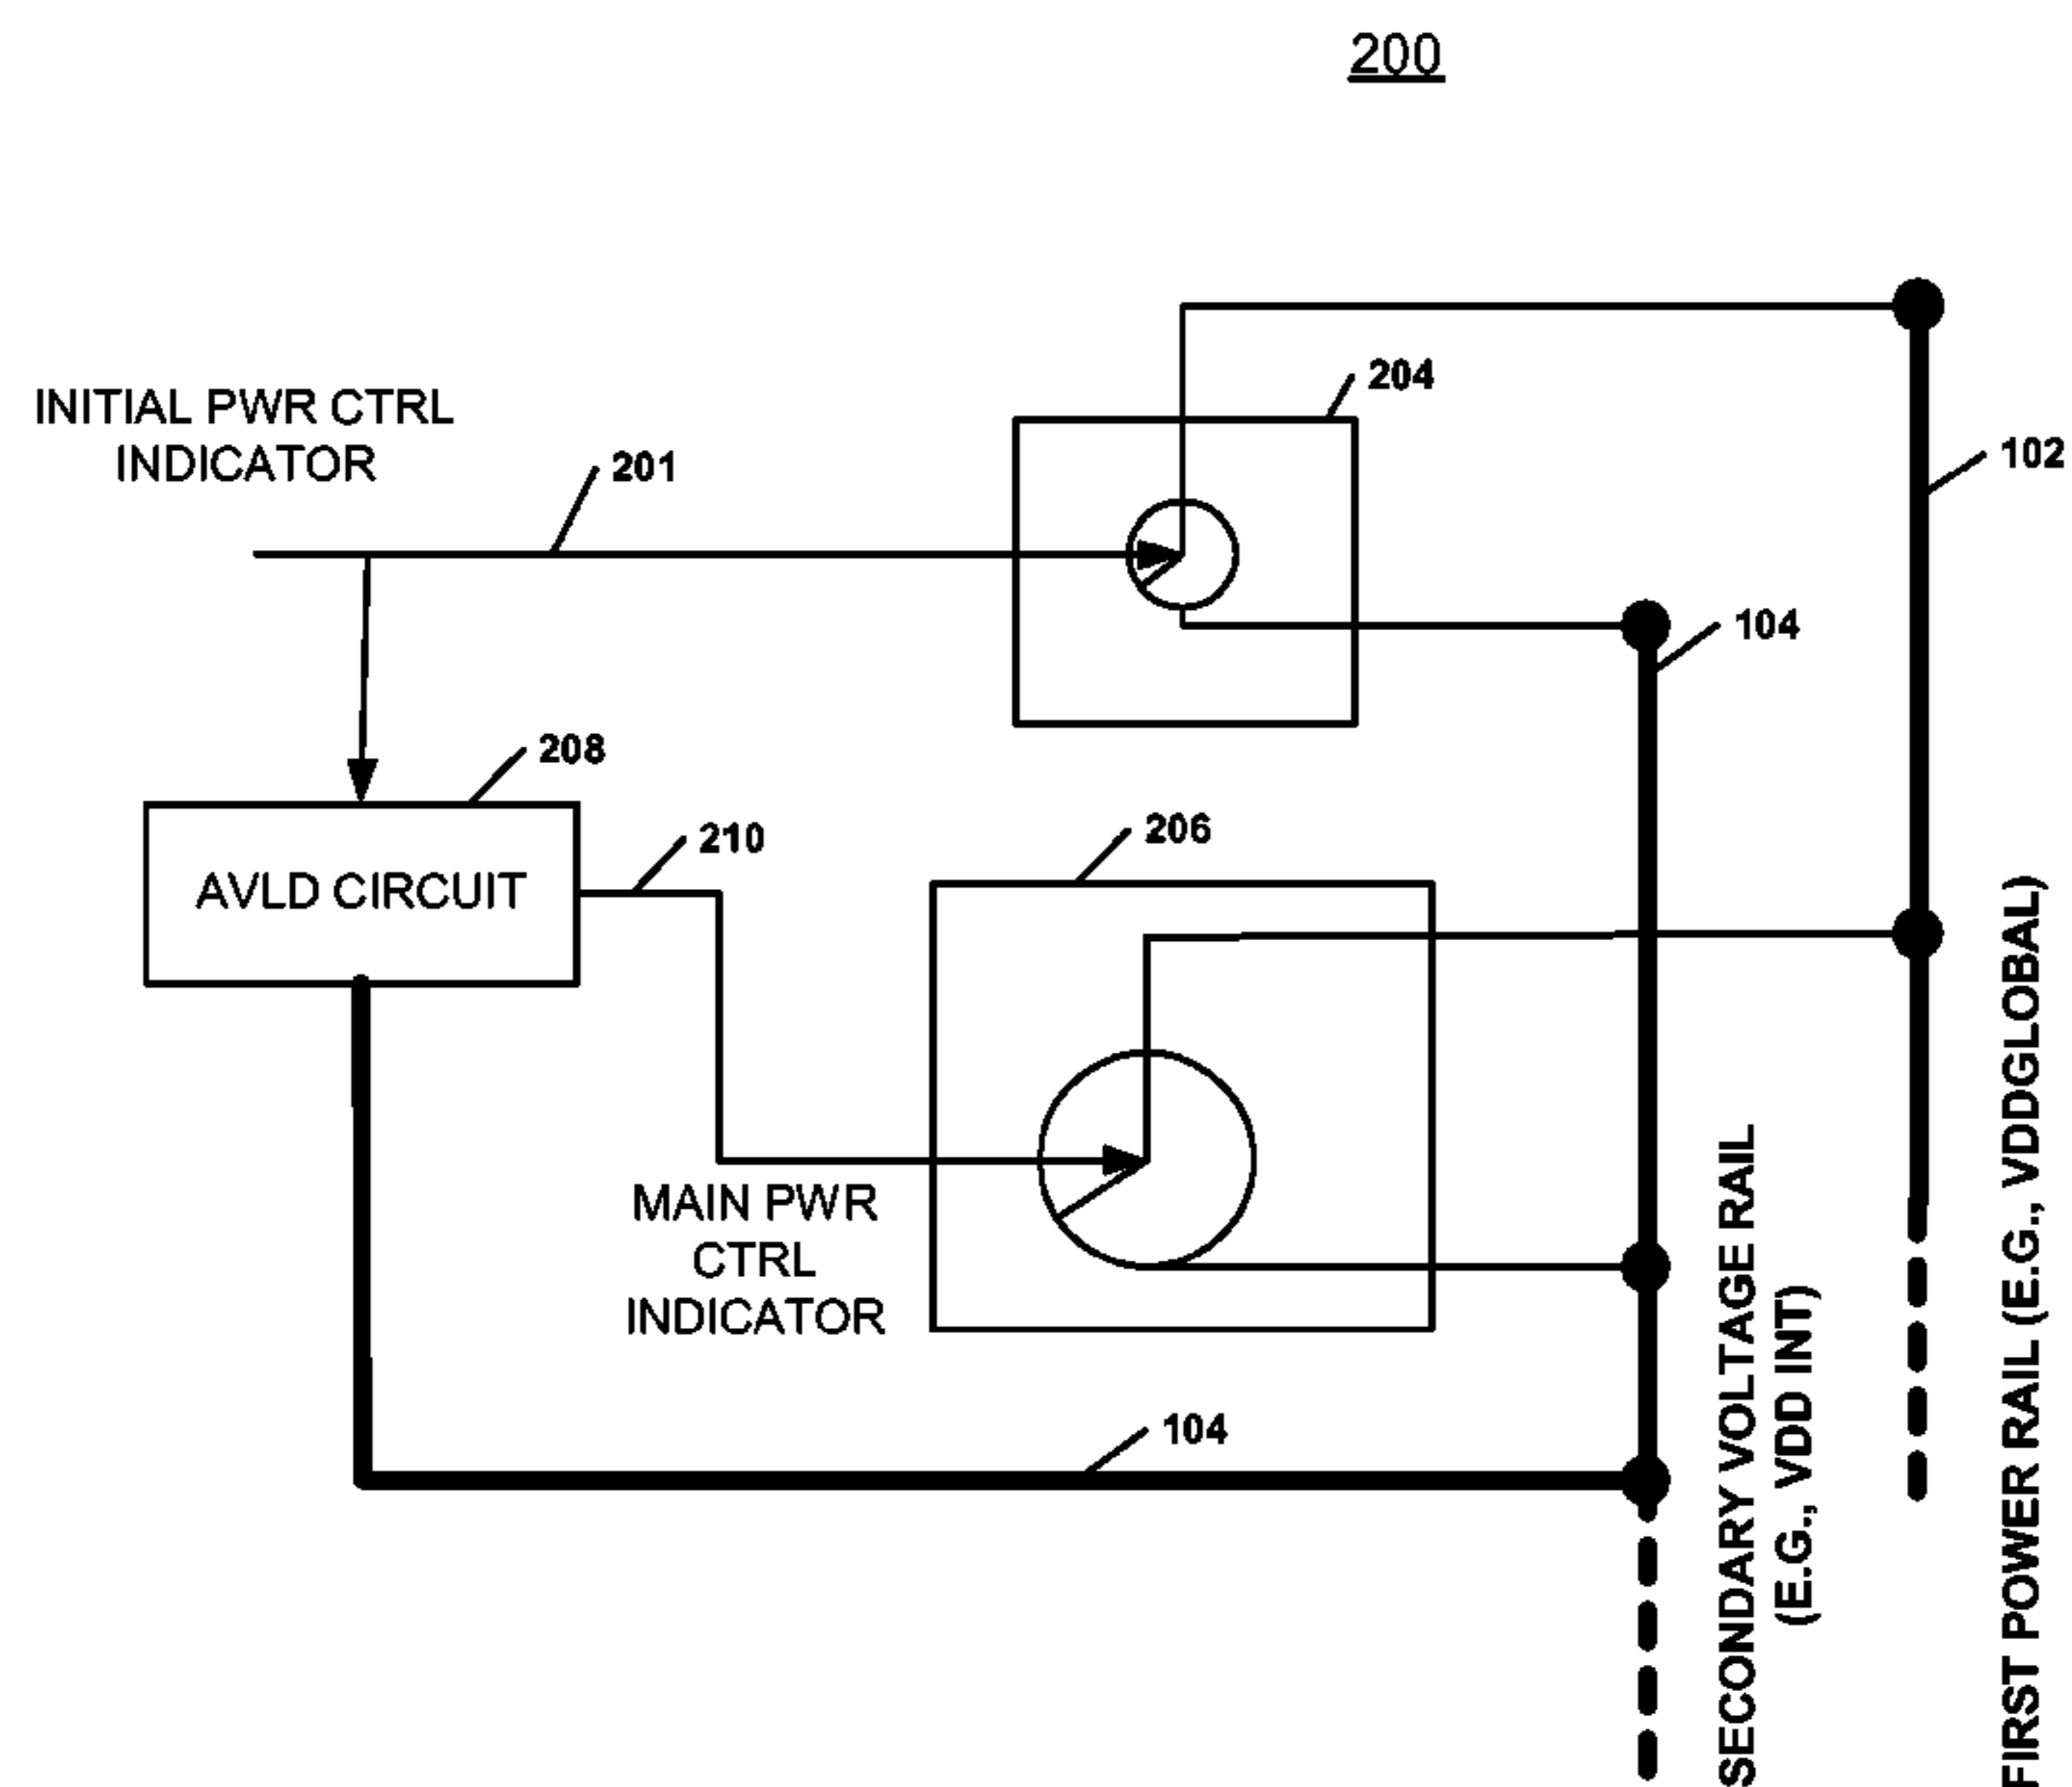 200
204
INITIAL PWR CTRL
INDICATOR
201
102
104
208
210
206
AVLD CIRCUIT
MAIN PWR
CTRL
INDICATOR
104
SECONDARY VOLTAGE RAIL
(E.G., VDD INT)
FIRST POWER RAIL (E.G., VDDGLOBAL)